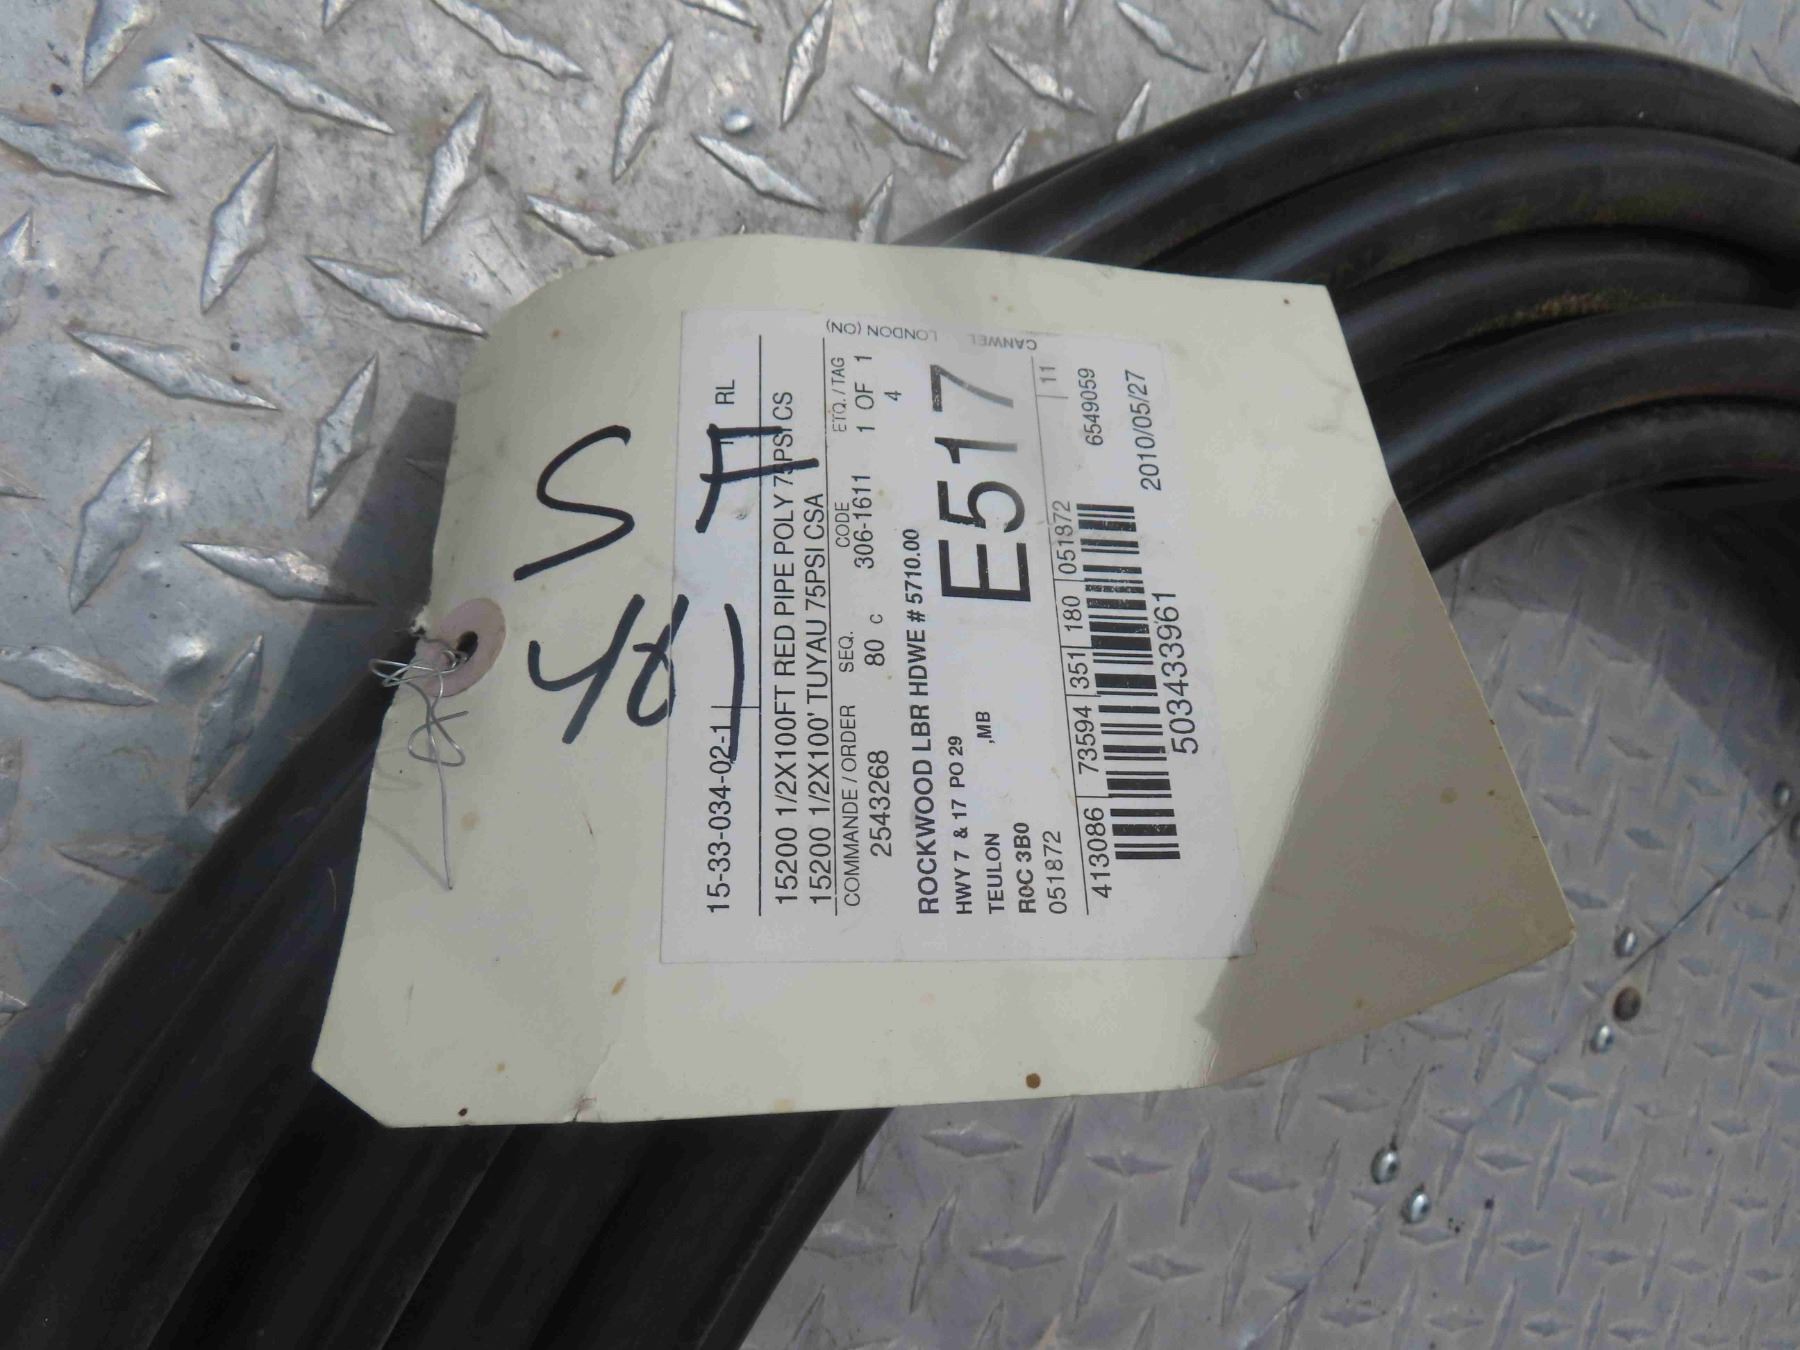 SA
401
15-33-034-02-1 RL
15200 1/2X100FT RED PIPE POLY 75PSI CS
15200 1/2X100' TUYAU 75PSI CSA
COMMANDE / ORDER SEQ. CODE ETQ. / TAG
2543268 80 c 306-1611 1 OF 1
4
ROCKWOOD LBR HDWE # 5710.00
HWY 7 & 17 PO 29
TEULON ,MB
R0C 3B0
E517
CANWEL LONDON (ON)
051872 11
413086 73594 351 180 051872 6549059
5034433961 2010/05/27